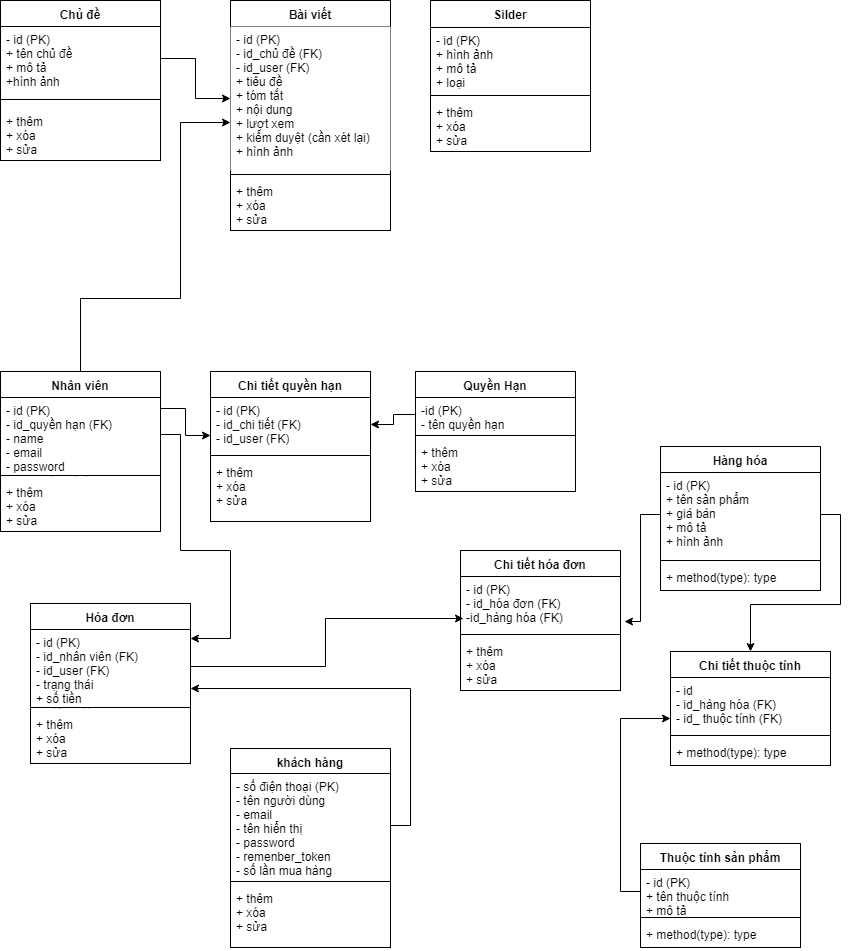 Chủ đề
- id (PK)
+ tên chủ đề
+ mô tả
+hình ảnh
+ thêm
+ xóa
+ sửa
Bài viết
- id (PK)
- id_chủ đề (FK)
- id_user (FK)
+ tiêu đề
+ tóm tắt
+ nội dung
+ lượt xem
+ kiểm duyệt (cần xét lại)
+ hình ảnh
+ thêm
+ xóa
+ sửa
Silder
- id (PK)
+ hình ảnh
+ mô tả
+ loại
+ thêm
+ xóa
+ sửa
Nhân viên
- id (PK)
- id_quyền hạn (FK)
- name
- email
- password
+ thêm
+ xóa
+ sửa
Chi tiết quyền hạn
- id (PK)
- id_chi tiết (FK)
- id_user (FK)
+ thêm
+ xóa
+ sửa
Quyền Hạn
-id (PK)
- tên quyền hạn
+ thêm
+ xóa
+ sửa
Hàng hóa
- id (PK)
+ tên sản phẩm
+ giá bán
+ mô tả
+ hình ảnh
+ method(type): type
Chi tiết hóa đơn
- id (PK)
- id_hóa đơn (FK)
-id_hàng hóa (FK)
+ thêm
+ xóa
+ sửa
Hóa đơn
- id (PK)
- id_nhân viên (FK)
- id_user (FK)
- trạng thái
+ số tiền
+ thêm
+ xóa
+ sửa
Chi tiết thuộc tính
- id
- id_hàng hóa (FK)
- id_ thuộc tính (FK)
+ method(type): type
khách hàng
- số điện thoại (PK)
- tên người dùng
- email
- tên hiển thị
- password
- remenber_token
- số lần mua hàng
+ thêm
+ xóa
+ sửa
Thuộc tính sản phẩm
- id (PK)
+ tên thuộc tính
+ mô tả
+ method(type): type